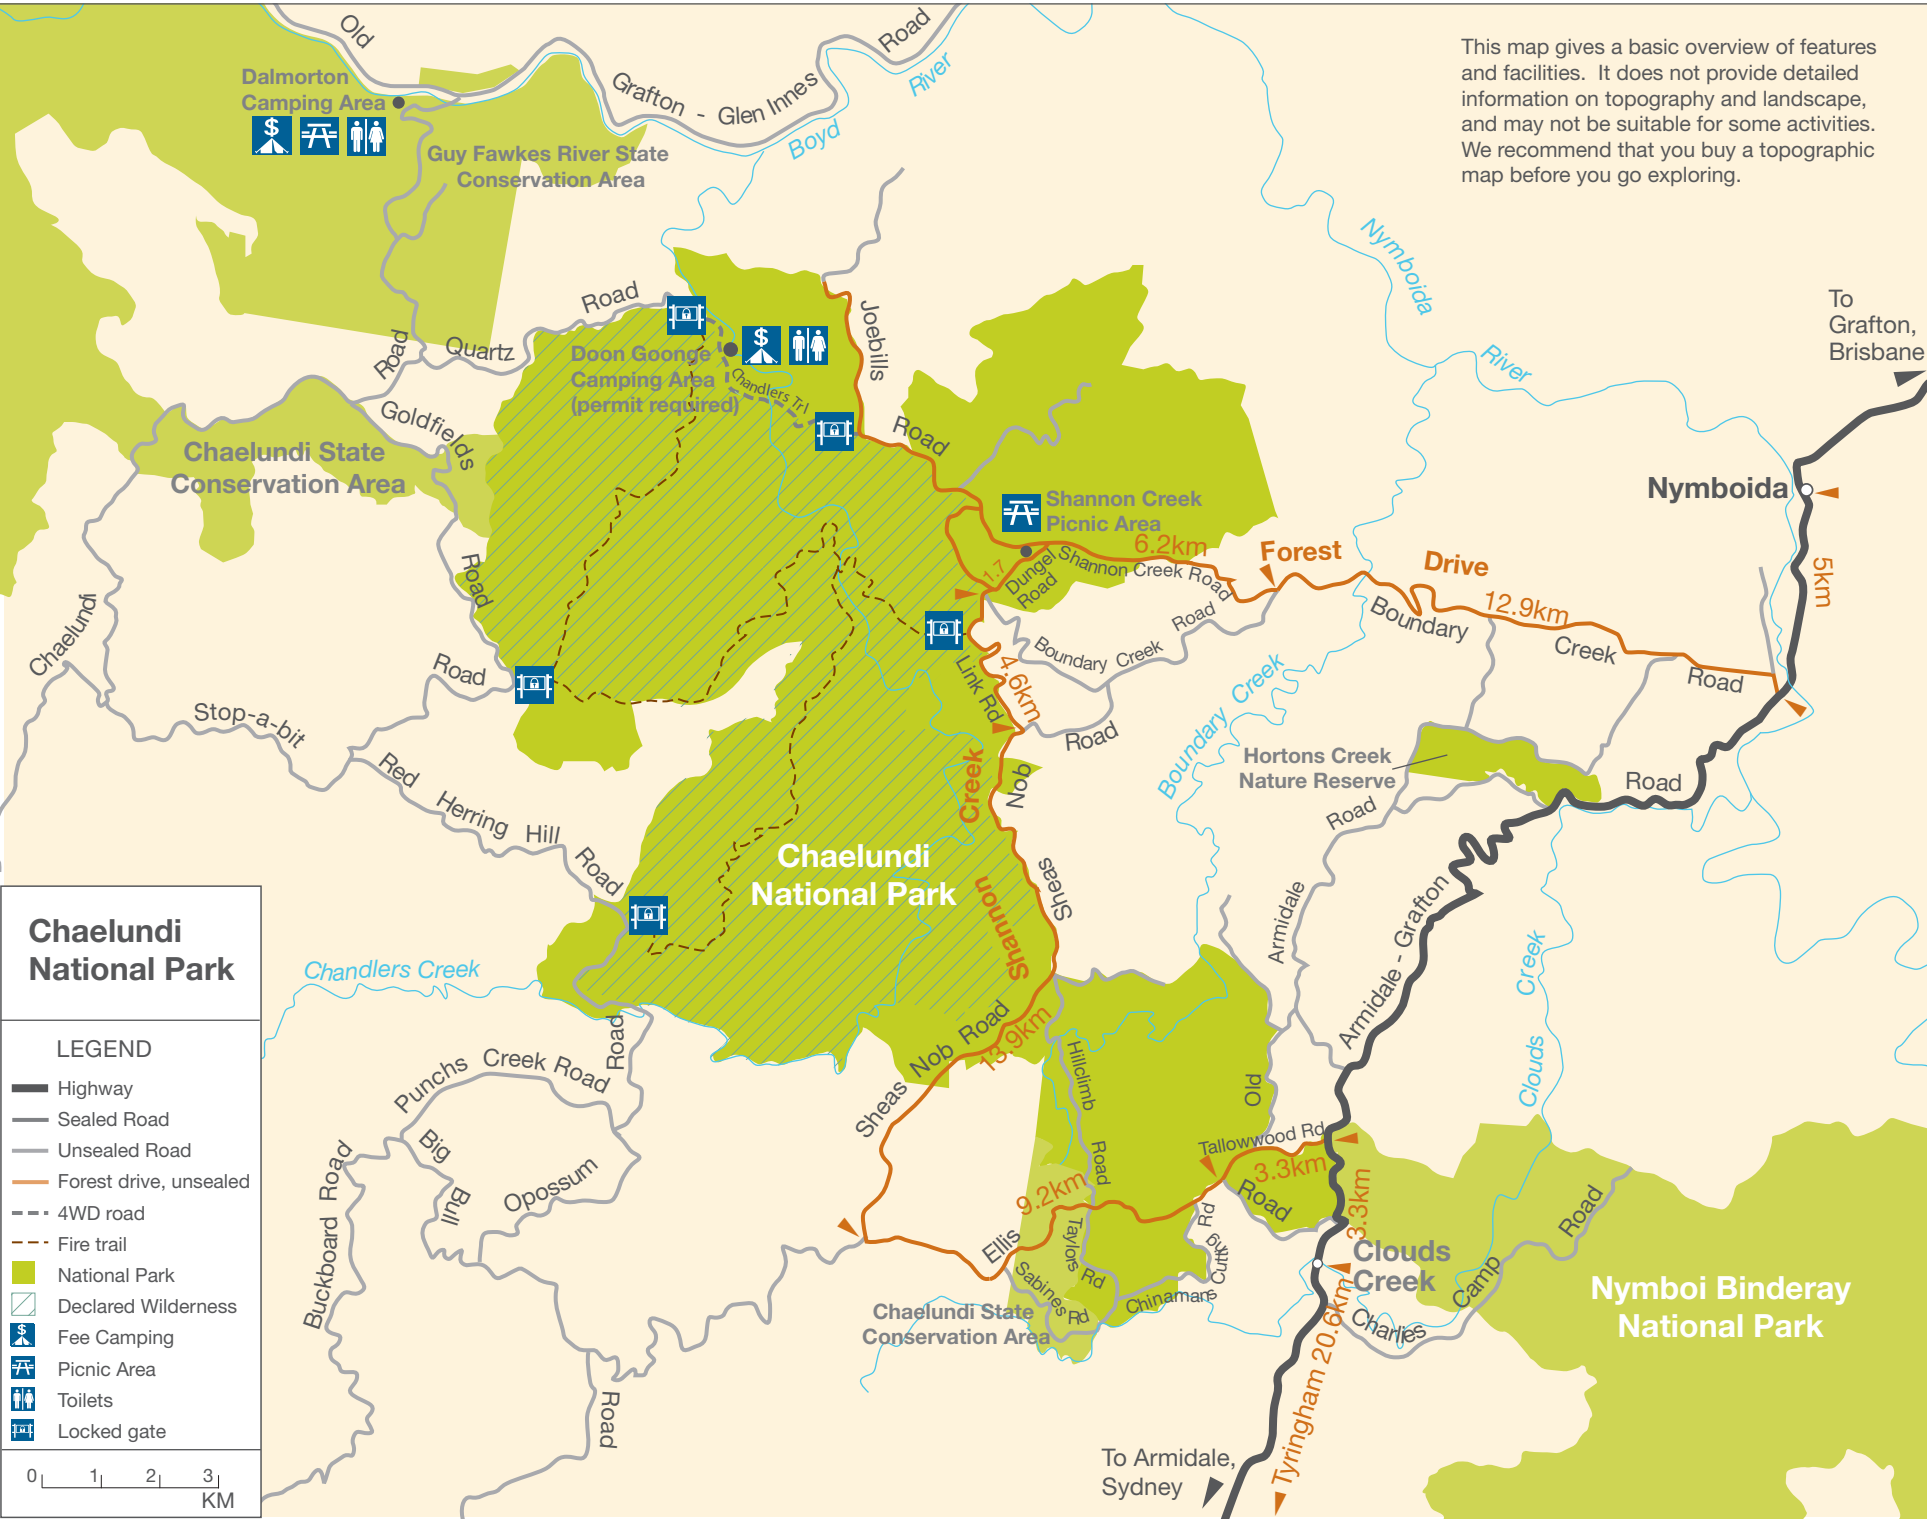 This map gives a basic overview of features
and facilities. It does not provide detailed
information on topography and landscape,
and may not be suitable for some activities.
We recommend that you buy a topographic
map before you go exploring.
Old
Grafton - Glen Innes
Road
Boyd
River
Dalmorton
Camping Area
$
Guy Fawkes River State
Conservation Area
Nymboida
River
To
Grafton,
Brisbane
Road
Quartz
Road
Doon Goonge
Camping Area
(permit required)
$
Chandlers Trl
Joebills
Road
Goldfields
Road
Chaelundi State
Conservation Area
Shannon Creek
Picnic Area
Nymboida
5km
6.2km
Forest
Drive
12.9km
1.7
Dungel
Road
Shannon Creek Road
Boundary
Creek
Road
Boundary Creek
Road
Road
Link Rd
4.6km
Boundary Creek
Chaelundi
Road
Stop-a-bit
Red
Herring
Hill
Road
Creek
Nob
Sheas
Shannon
Hortons Creek
Nature Reserve
Road
Road
Armidale
Old
Armidale - Grafton
Chaelundi
National Park
Chandlers Creek
Creek
Clouds
Sheas
Nob Road
13.9km
Hillclimb
Road
Tallowwood Rd
3.3km
Road
3.3km
9.2km
Ellis
Taylors
Rd
Sabines
Rd
Chinamans
Cuttg
Rd
Chaelundi State
Conservation Area
Clouds
Creek
Charlies
Camp
Road
Nymboi Binderay
National Park
Tyringham 20.6km
To Armidale,
Sydney
Punchs
Creek Road
Road
Big
Bull
Opossum
Road
Buckboard Road
Chaelundi
National Park
LEGEND
Highway
Sealed Road
Unsealed Road
Forest drive, unsealed
4WD road
Fire trail
National Park
Declared Wilderness
$
Fee Camping
Picnic Area
Toilets
Locked gate
0 1 2 3
KM